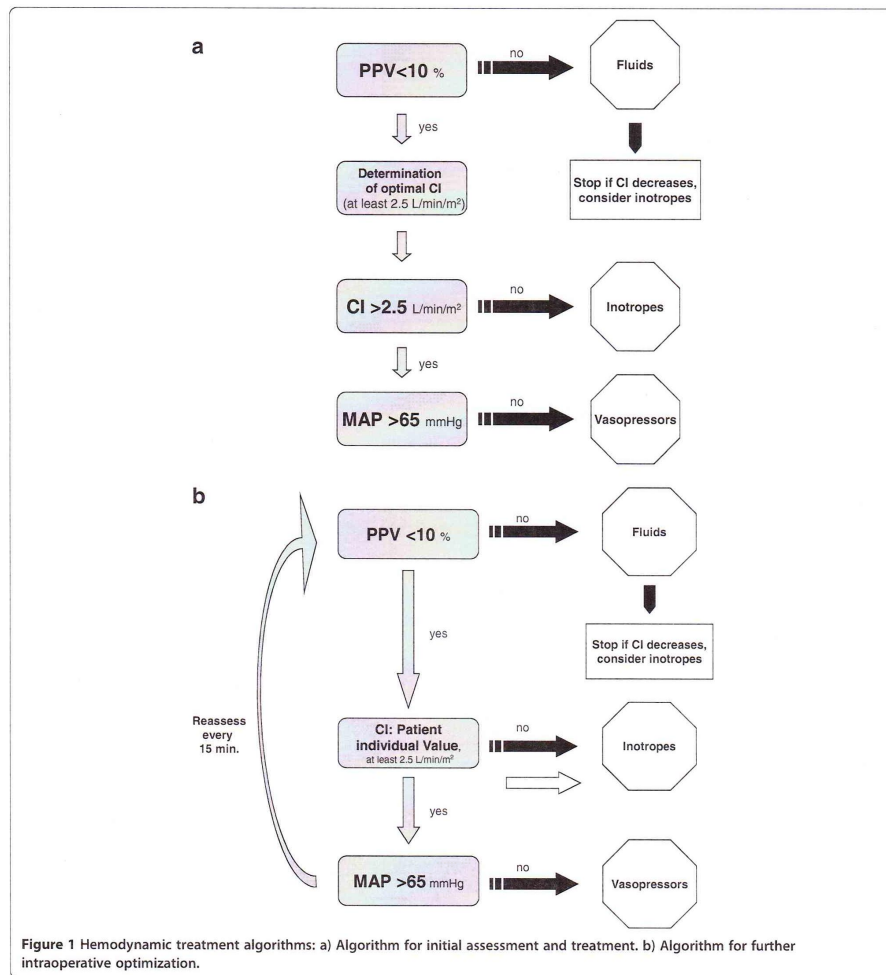 a
PPV<10 %
no
Fluids
yes
Determination
of optimal CI
(at least 2.5 L/min/m²)
Stop if CI decreases,
consider inotropes
CI >2.5 L/min/m²
no
Inotropes
yes
MAP >65 mmHg
no
Vasopressors
b
PPV <10 %
no
Fluids
yes
Stop if CI decreases,
consider inotropes
Reassess
every
15 min.
CI: Patient
individual Value,
at least 2.5 L/min/m²
no
Inotropes
yes
MAP >65 mmHg
no
Vasopressors
Figure 1 Hemodynamic treatment algorithms: a) Algorithm for initial assessment and treatment. b) Algorithm for further
intraoperative optimization.